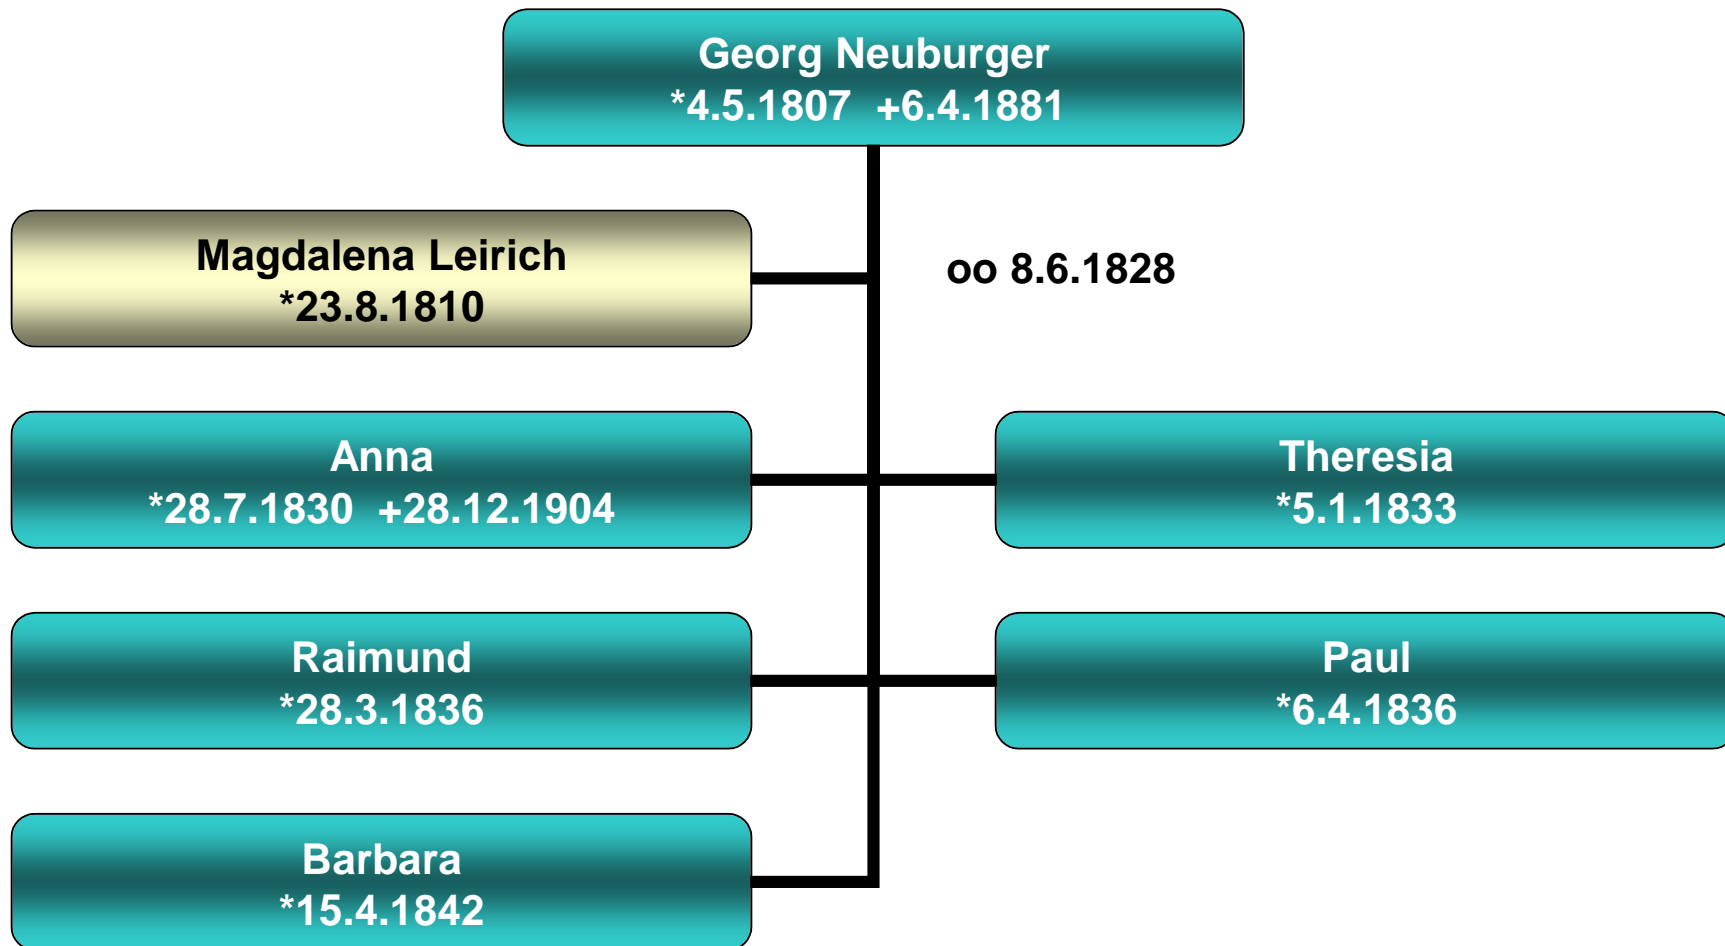 Georg Neuburger
*4.5.1807 +6.4.1881
Magdalena Leirich
*23.8.1810
oo 8.6.1828
Anna
*28.7.1830 +28.12.1904
Theresia
*5.1.1833
Raimund
*28.3.1836
Paul
*6.4.1836
Barbara
*15.4.1842